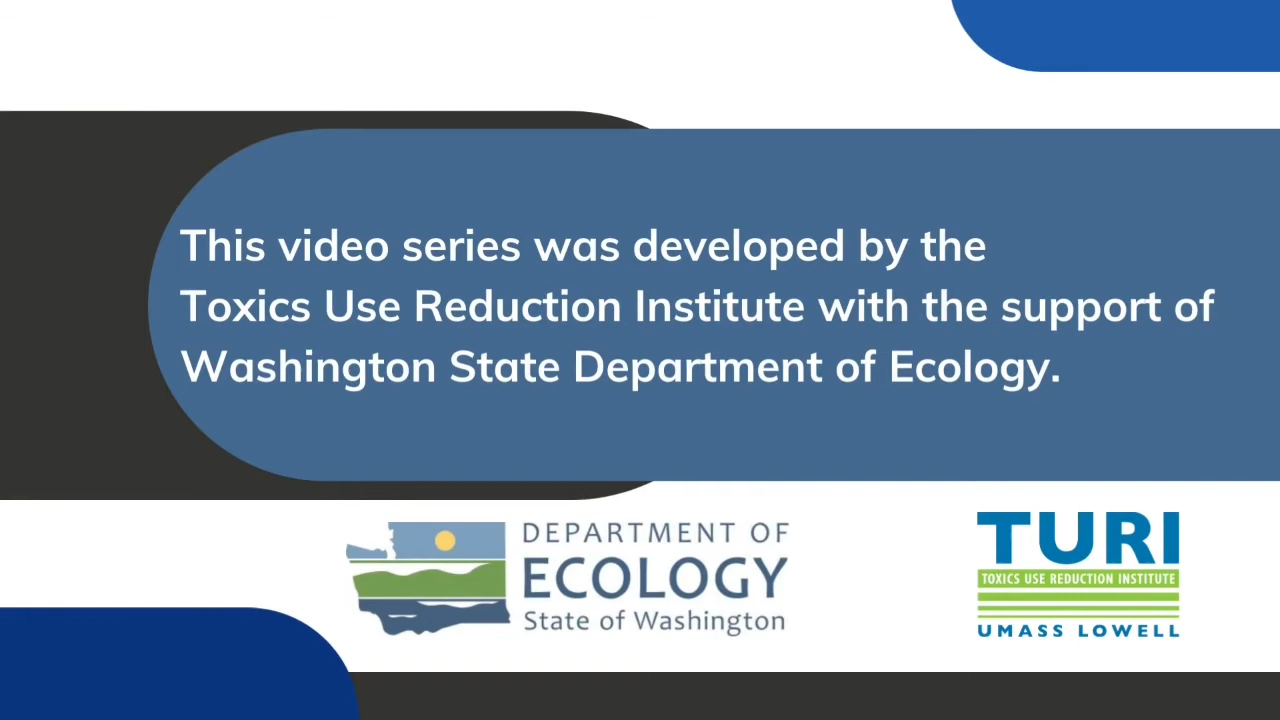 This video series was developed by the
Toxics Use Reduction Institute with the support of
Washington State Department of Ecology.
DEPARTMENT OF
ECOLOGY
State of Washington
TURI
TOXICS USE REDUCTION INSTITUTE
UMASS LOWELL